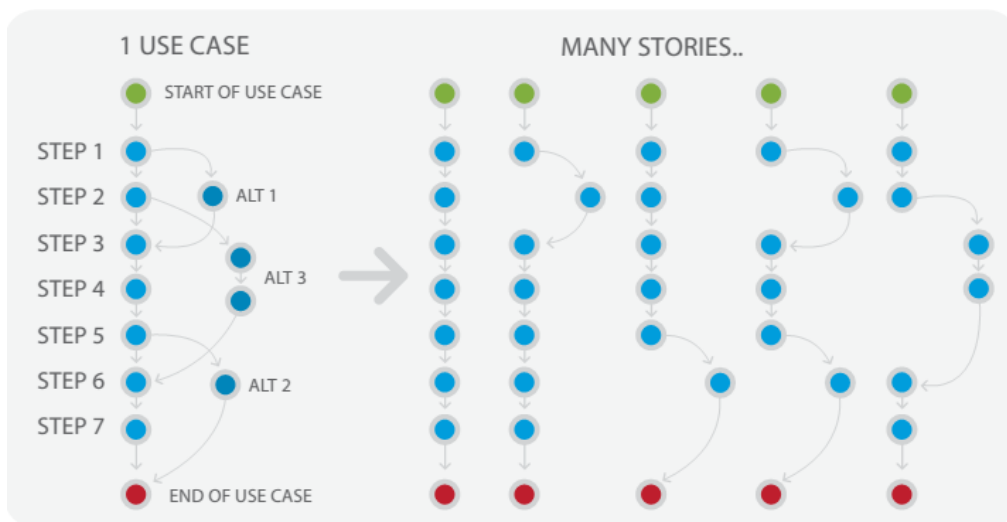 1 USE CASE
MANY STORIES..
START OF USE CASE
STEP 1
STEP 2
ALT 1
STEP 3
ALT 3
STEP 4
STEP 5
STEP 6
ALT 2
STEP 7
END OF USE CASE